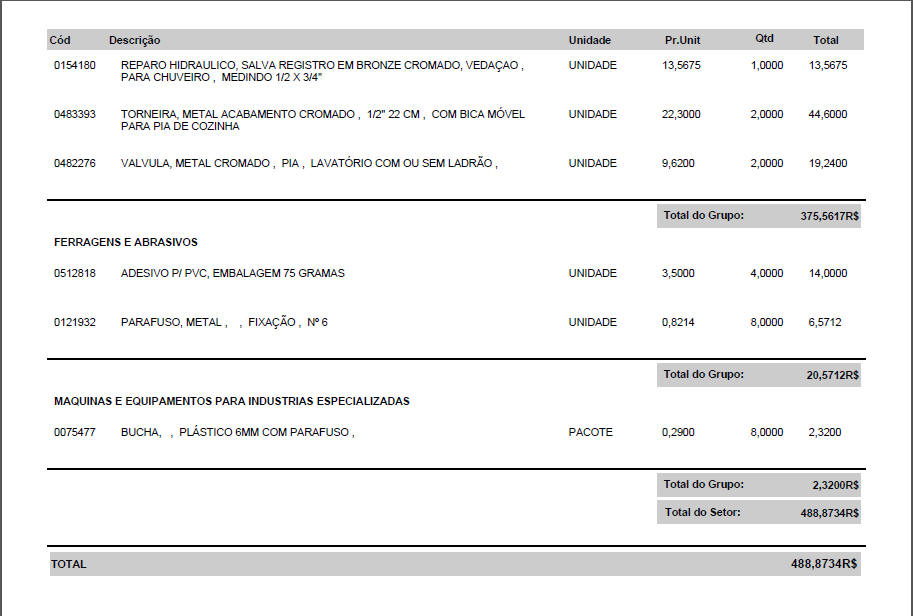 Cód Descrição Unidade Pr.Unit Qtd Total
0154180 REPARO HIDRAULICO, SALVA REGISTRO EM BRONZE CROMADO, VEDAÇAO , UNIDADE 13,5675 1,0000 13,5675
PARA CHUVEIRO , MEDINDO 1/2 X 3/4"
0483393 TORNEIRA, METAL ACABAMENTO CROMADO , 1/2" 22 CM , COM BICA MÓVEL UNIDADE 22,3000 2,0000 44,6000
PARA PIA DE COZINHA
0482276 VALVULA, METAL CROMADO , PIA , LAVATÓRIO COM OU SEM LADRÃO , UNIDADE 9,6200 2,0000 19,2400
Total do Grupo: 375,5617R$
FERRAGENS E ABRASIVOS
0512818 ADESIVO P/ PVC, EMBALAGEM 75 GRAMAS UNIDADE 3,5000 4,0000 14,0000
0121932 PARAFUSO, METAL , , FIXAÇÃO , Nº 6 UNIDADE 0,8214 8,0000 6,5712
Total do Grupo: 20,5712R$
MAQUINAS E EQUIPAMENTOS PARA INDUSTRIAS ESPECIALIZADAS
0075477 BUCHA, , PLÁSTICO 6MM COM PARAFUSO , PACOTE 0,2900 8,0000 2,3200
Total do Grupo: 2,3200R$
Total do Setor: 488,8734R$
TOTAL 488,8734R$